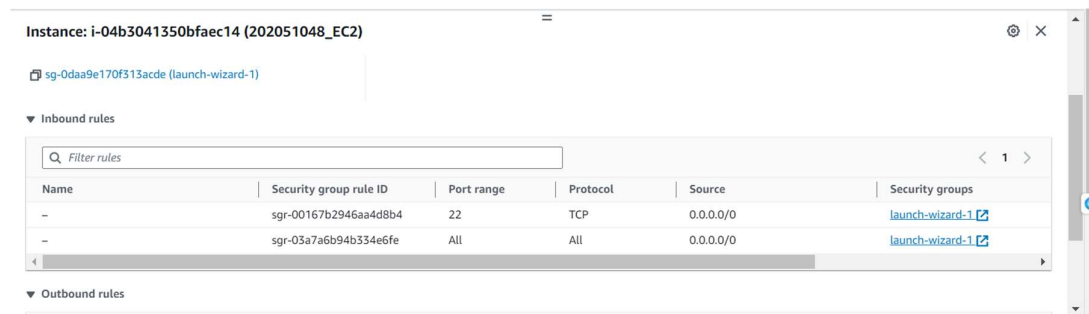 Instance: i-04b3041350bfaec14 (202051048_EC2)
sg-0daa9e170f313acde (launch-wizard-1)
Inbound rules
Filter rules
1
Name Security group rule ID Port range Protocol Source Security groups
– sgr-00167b2946aa4d8b4 22 TCP 0.0.0.0/0 launch-wizard-1
– sgr-03a7a6b94b334e6fe All All 0.0.0.0/0 launch-wizard-1
Outbound rules